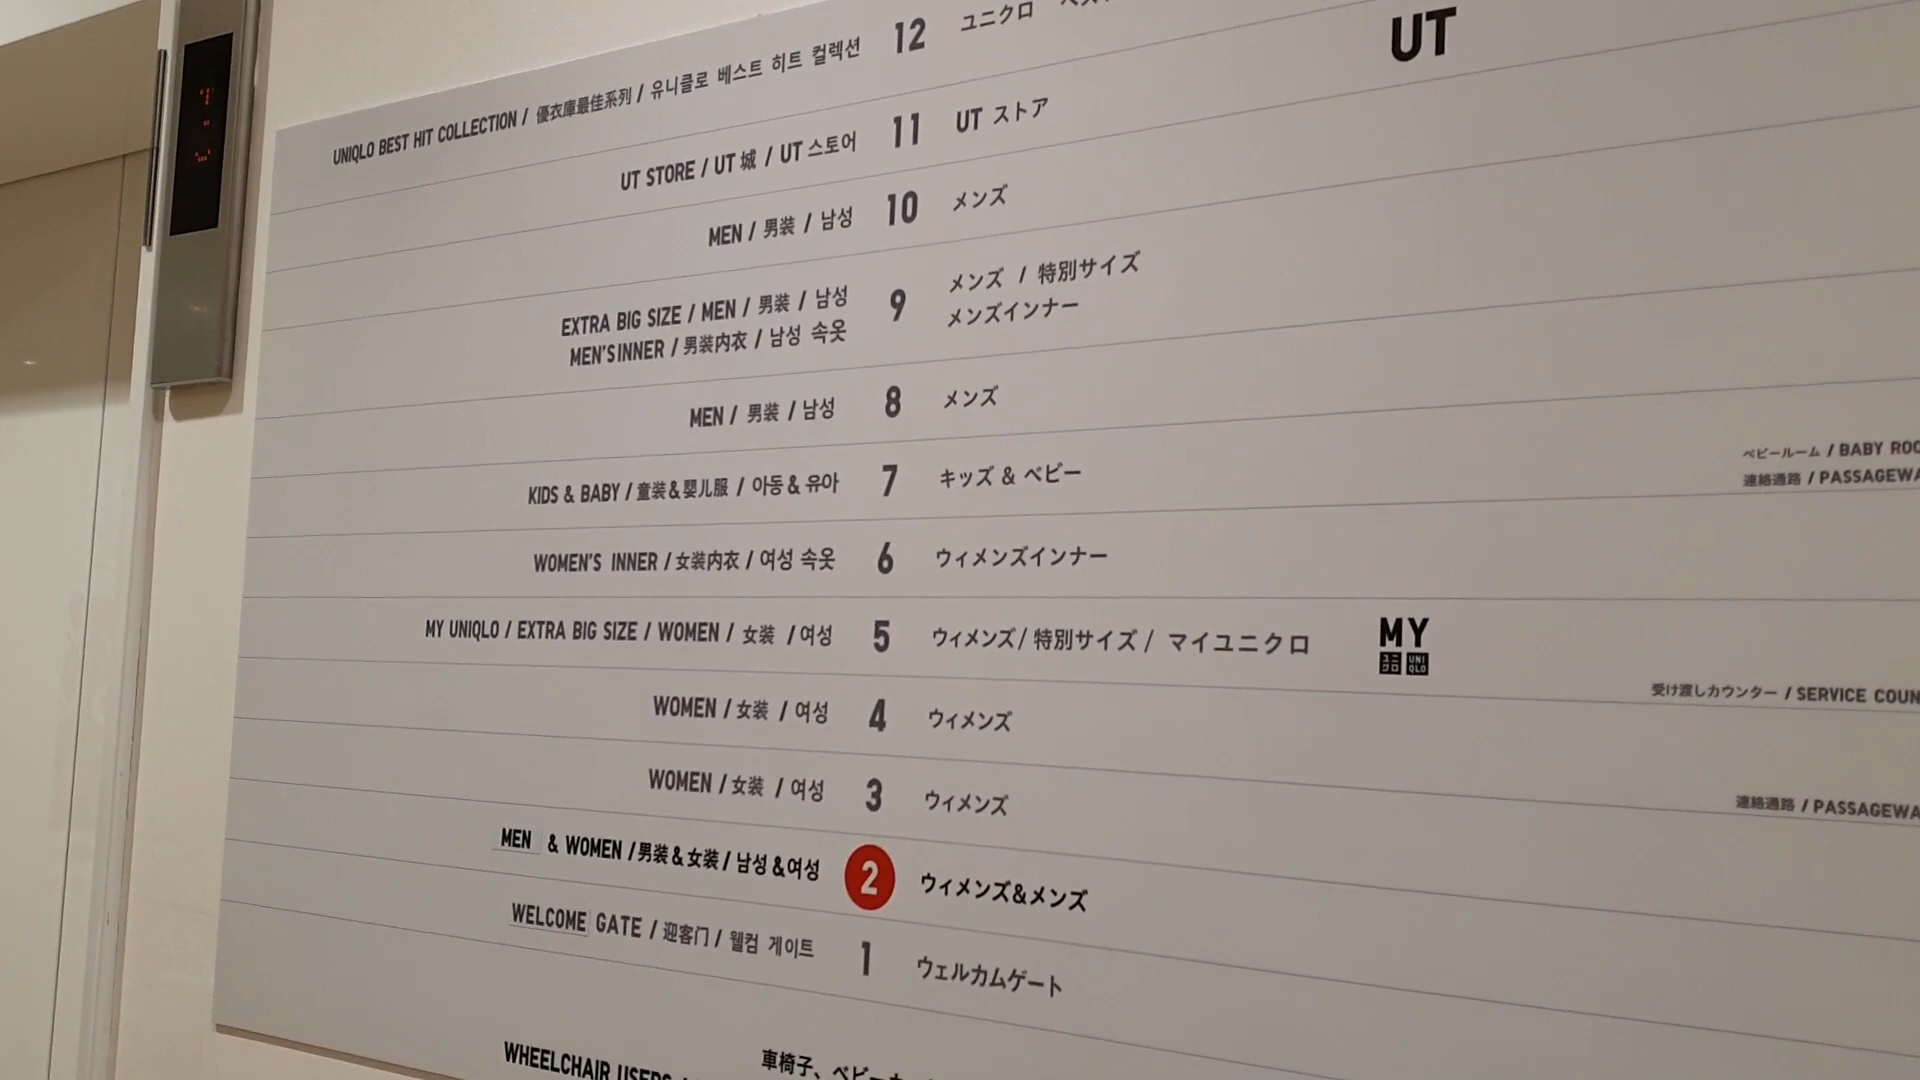 UNIQLO BEST HIT COLLECTION / 優衣庫最佳系列 / 유니클로 베스트 히트 컬렉션 12 ユニクロ
UT
UT STORE / UT 城 / UT 스토어 11 UT ストア
MEN / 男装 / 남성 10 メンズ
EXTRA BIG SIZE / MEN / 男装 / 남성 9 メンズ / 特別サイズ
MEN'S INNER / 男装内衣 / 남성 속옷 メンズインナー
MEN / 男装 / 남성 8 メンズ
KIDS & BABY / 童装&婴儿服 / 아동 & 유아 7 キッズ & ベビー
ベビールーム / BABY
連絡通路 /
WOMEN'S INNER / 女装内衣 / 여성 속옷 6 ウィメンズインナー
MY UNIQLO / EXTRA BIG SIZE / WOMEN / 女装 / 여성 5 ウィメンズ/ 特別サイズ / マイユニクロ
MY
ユニクロ UNIQLO
受け渡しカウンター / SERVICE
WOMEN / 女装 / 여성 4 ウィメンズ
WOMEN / 女装 / 여성 3 ウィメンズ
連絡通路 /
MEN & WOMEN / 男装 & 女装 / 남성 & 여성 2 ウィメンズ&メンズ
WELCOME GATE / 迎客门 / 웰컴 게이트 1 ウェルカムゲート
WHEELCHAIR USERS 車椅子、